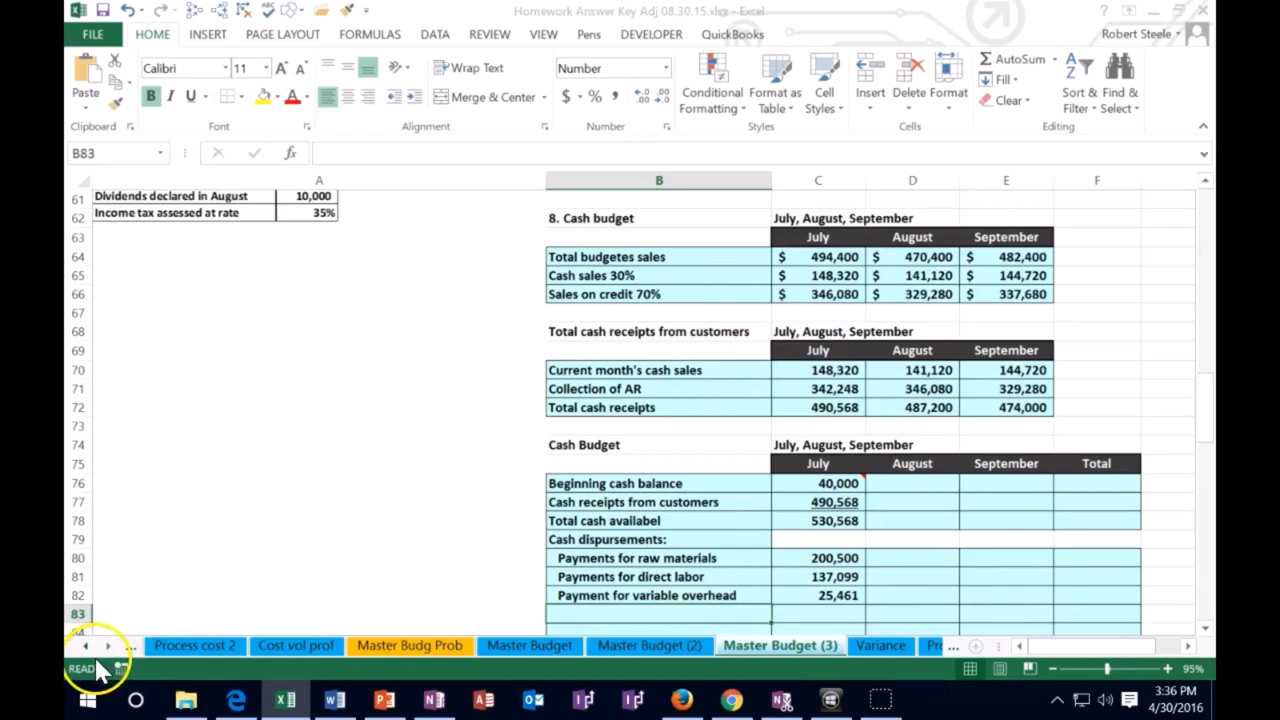 Homework Answer Key Adj 08.30.15.xlsx - Excel
FILE HOME INSERT PAGE LAYOUT FORMULAS DATA REVIEW VIEW Pens DEVELOPER QuickBooks Robert Steele
Calibri 11 Wrap Text Number AutoSum
Paste B I U Merge & Center $ % Conditional Format as Cell Insert Delete Format Fill Sort & Find &
Formatting Table Styles Clear Filter Select
Clipboard Font Alignment Number Styles Cells Editing
B83 fx
A B C D E F
61 Dividends declared in August 10,000
62 Income tax assessed at rate 35% 8. Cash budget July, August, September
63 July August September
64 Total budgetes sales $ 494,400 $ 470,400 $ 482,400
65 Cash sales 30% $ 148,320 $ 141,120 $ 144,720
66 Sales on credit 70% $ 346,080 $ 329,280 $ 337,680
67
68 Total cash receipts from customers July, August, September
69 July August September
70 Current month's cash sales 148,320 141,120 144,720
71 Collection of AR 342,248 346,080 329,280
72 Total cash receipts 490,568 487,200 474,000
73
74 Cash Budget July, August, September
75 July August September Total
76 Beginning cash balance 40,000
77 Cash receipts from customers 490,568
78 Total cash availabel 530,568
79 Cash dispursements:
80 Payments for raw materials 200,500
81 Payments for direct labor 137,099
82 Payment for variable overhead 25,461
83
... Process cost 2 Cost vol prof Master Budg Prob Master Budget Master Budget (2) Master Budget (3) Variance ...
READ 95%
3:36 PM
4/30/2016